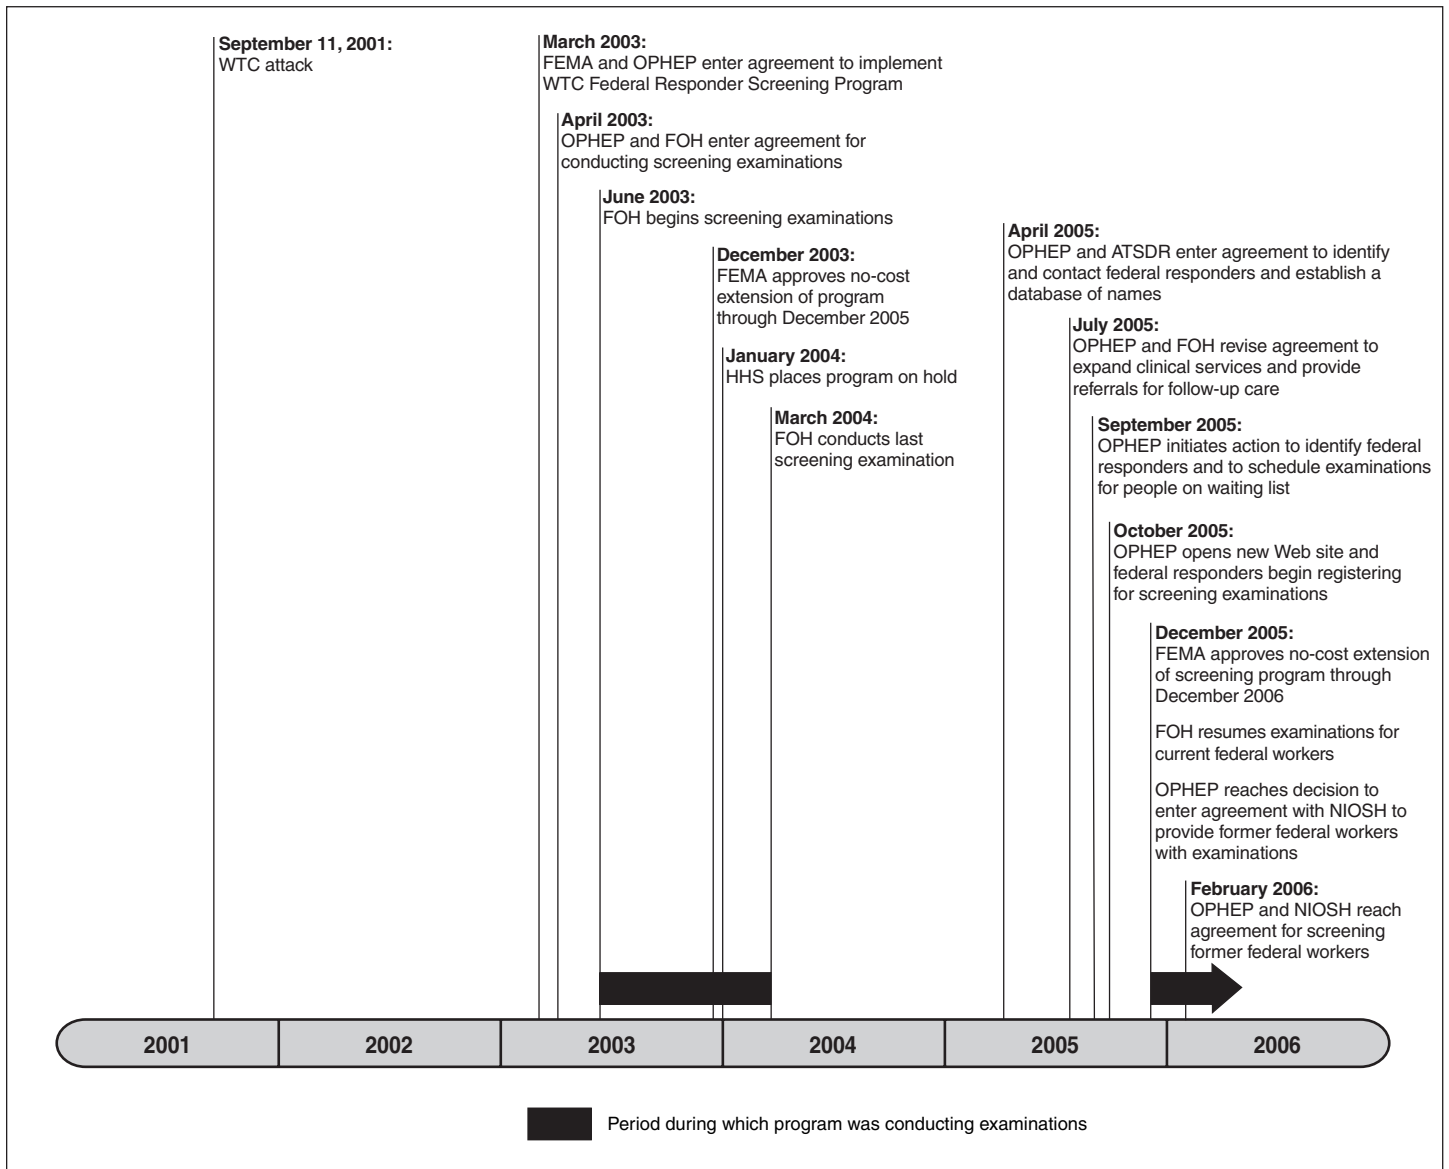 September 11, 2001:
WTC attack
March 2003:
FEMA and OPHEP enter agreement to implement
WTC Federal Responder Screening Program
April 2003:
OPHEP and FOH enter agreement for
conducting screening examinations
June 2003:
FOH begins screening examinations
December 2003:
FEMA approves no-cost
extension of program
through December 2005
January 2004:
HHS places program on hold
March 2004:
FOH conducts last
screening examination
April 2005:
OPHEP and ATSDR enter agreement to identify
and contact federal responders and establish a
database of names
July 2005:
OPHEP and FOH revise agreement to
expand clinical services and provide
referrals for follow-up care
September 2005:
OPHEP initiates action to identify federal
responders and to schedule examinations
for people on waiting list
October 2005:
OPHEP opens new Web site and
federal responders begin registering
for screening examinations
December 2005:
FEMA approves no-cost extension
of screening program through
December 2006
FOH resumes examinations for
current federal workers
OPHEP reaches decision to
enter agreement with NIOSH to
provide former federal workers
with examinations
February 2006:
OPHEP and NIOSH reach
agreement for screening
former federal workers
2001 2002 2003 2004 2005 2006
Period during which program was conducting examinations